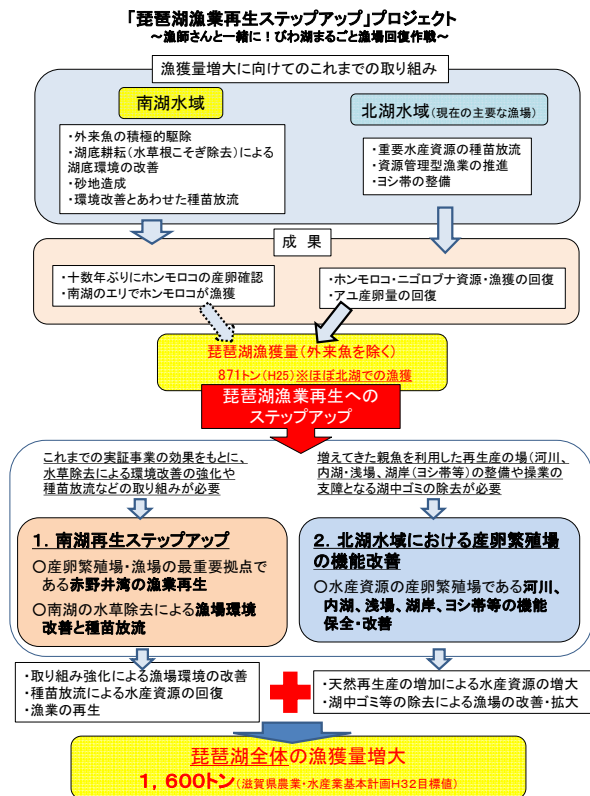 「琵琶湖漁業再生ステップアップ」プロジェクト
～漁師さんと一緒に！びわ湖まるごと漁場回復作戦～
漁獲量増大に向けてのこれまでの取り組み
南湖水域
・外来魚の積極的駆除
・湖底耕耘（水草根こそぎ除去）による
湖底環境の改善
・砂地造成
・環境改善とあわせた種苗放流
北湖水域（現在の主要な漁場）
・重要水産資源の種苗放流
・資源管理型漁業の推進
・ヨシ帯の整備
成　果
・十数年ぶりにホンモロコの産卵確認
・南湖のエリでホンモロコが漁獲
・ホンモロコ・ニゴロブナ資源・漁獲の回復
・アユ産卵量の回復
琵琶湖漁獲量（外来魚を除く）
871トン（H25）※ほぼ北湖での漁獲
琵琶湖漁業再生への
ステップアップ
これまでの実証事業の効果をもとに、
水草除去による環境改善の強化や
種苗放流などの取り組みが必要
増えてきた親魚を利用した再生産の場（河川、
内湖・浅場、湖岸（ヨシ帯等）の整備や操業の
支障となる湖中ゴミの除去が必要
１．南湖再生ステップアップ
○産卵繁殖場・漁場の最重要拠点で
ある赤野井湾の漁業再生
○南湖の水草除去による漁場環境
改善と種苗放流
２．北湖水域における産卵繁殖場
の機能改善
○水産資源の産卵繁殖場である河川、
内湖、浅場、湖岸、ヨシ帯等の機能
保全・改善
・取り組み強化による漁場環境の改善
・種苗放流による水産資源の回復
・漁業の再生
・天然再生産の増加による水産資源の増大
・湖中ゴミ等の除去による漁場の改善・拡大
琵琶湖全体の漁獲量増大
１，６００トン（滋賀県農業・水産業基本計画H32目標値）